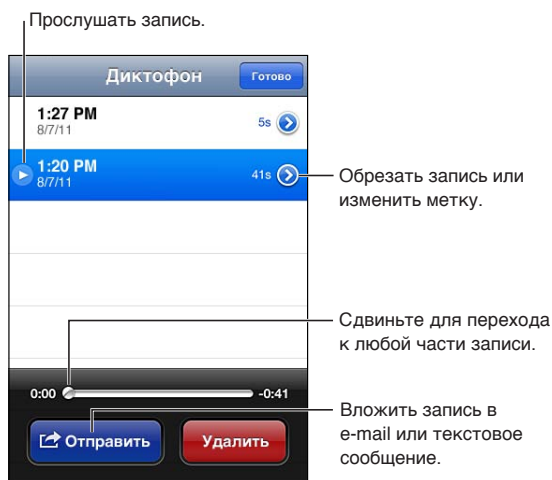 Прослушать запись.
Диктофон
Готово
1:27 PM
8/7/11
5s
1:20 PM
8/7/11
41s
Обрезать запись или
изменить метку.
Сдвиньте для перехода
к любой части записи.
0:00
-0:41
Вложить запись в
e-mail или текстовое
сообщение.
Отправить
Удалить